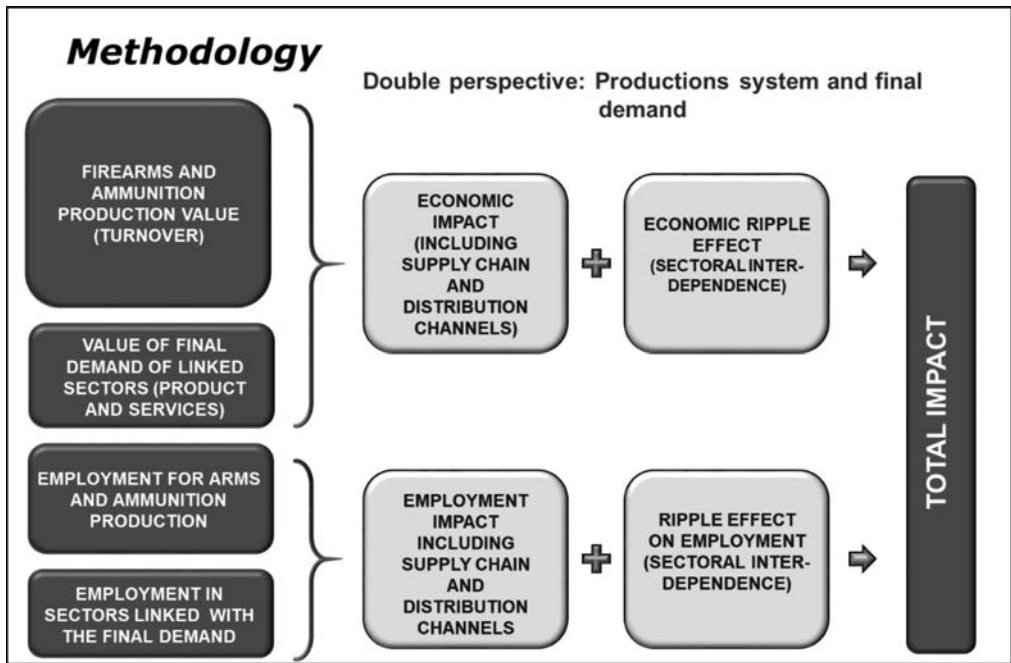 Methodology
Double perspective: Productions system and final
demand
FIREARMS AND
AMMUNITION
PRODUCTION VALUE
(TURNOVER)
VALUE OF FINAL
DEMAND OF LINKED
SECTORS (PRODUCT
AND SERVICES)
ECONOMIC
IMPACT
(INCLUDING
SUPPLY CHAIN
AND
DISTRIBUTION
CHANNELS)
ECONOMIC RIPPLE
EFFECT
(SECTORAL INTER-
DEPENDENCE)
EMPLOYMENT FOR ARMS
AND AMMUNITION
PRODUCTION
EMPLOYMENT IN
SECTORS LINKED WITH
THE FINAL DEMAND
EMPLOYMENT
IMPACT
INCLUDING
SUPPLY CHAIN
AND
DISTRIBUTION
CHANNELS
RIPPLE EFFECT
ON EMPLOYMENT
(SECTORAL INTER-
DEPENDENCE)
TOTAL IMPACT